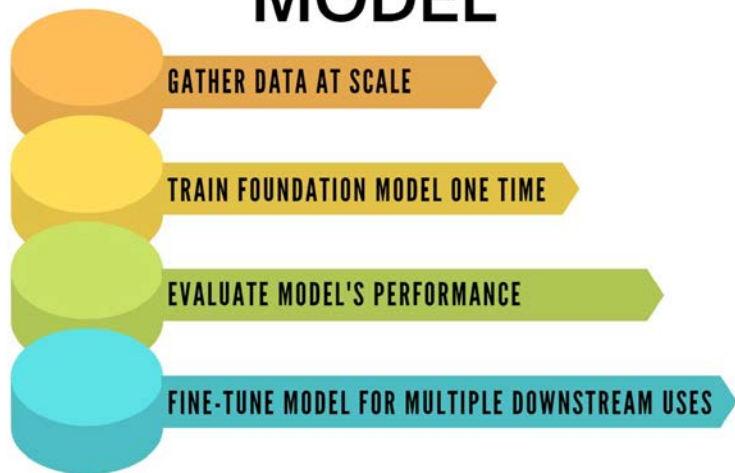 MODEL
GATHER DATA AT SCALE
TRAIN FOUNDATION MODEL ONE TIME
EVALUATE MODEL'S PERFORMANCE
FINE-TUNE MODEL FOR MULTIPLE DOWNSTREAM USES